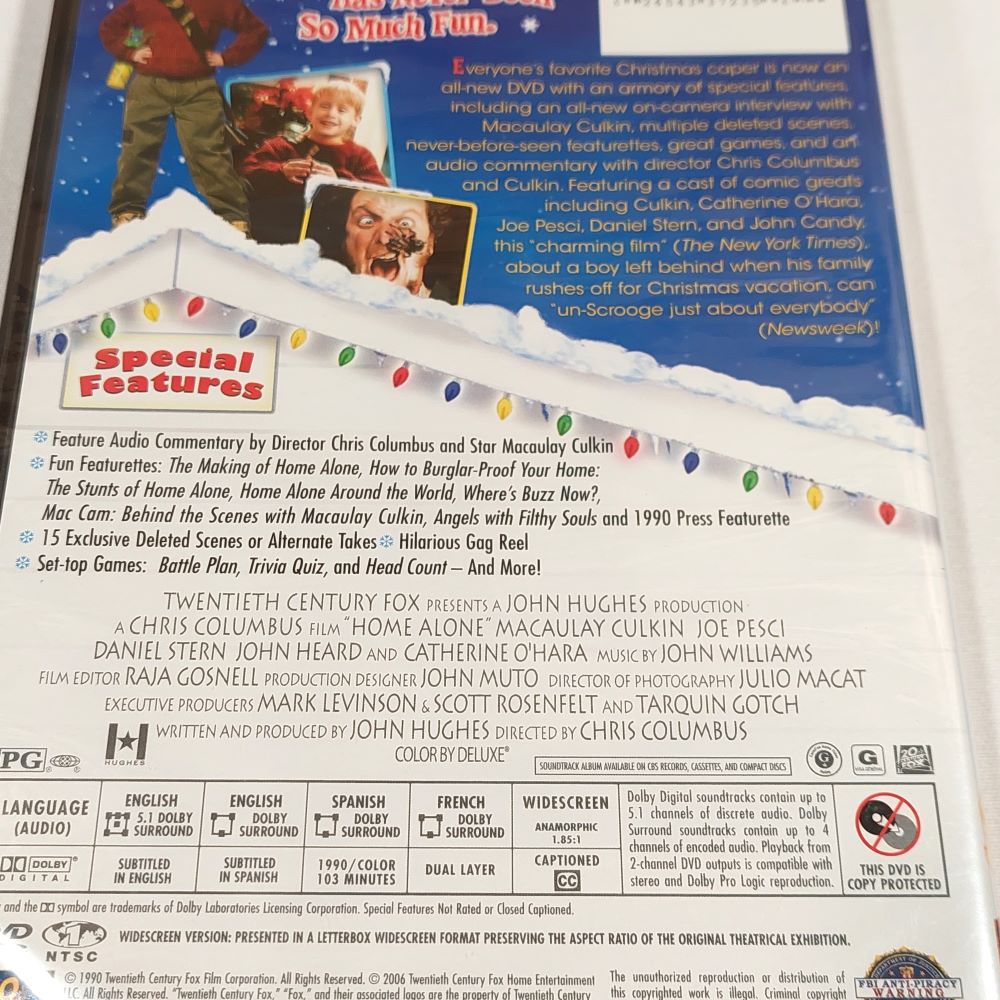 So Much Fun.
Everyone's favorite Christmas caper is now an
all-new DVD with an armory of special features,
including an all-new on-camera interview with
Macaulay Culkin, multiple deleted scenes,
never-before-seen featurettes, great games, and an
audio commentary with director Chris Columbus
and Culkin. Featuring a cast of comic greats
including Culkin, Catherine O'Hara,
Joe Pesci, Daniel Stern, and John Candy,
this "charming film" (The New York Times),
about a boy left behind when his family
rushes off for Christmas vacation, can
"un-Scrooge just about everybody"
(Newsweek)!
Special
Features
Feature Audio Commentary by Director Chris Columbus and Star Macaulay Culkin
Fun Featurettes: The Making of Home Alone, How to Burglar-Proof Your Home:
The Stunts of Home Alone, Home Alone Around the World, Where's Buzz Now?,
Mac Cam: Behind the Scenes with Macaulay Culkin, Angels with Filthy Souls and 1990 Press Featurette
15 Exclusive Deleted Scenes or Alternate Takes Hilarious Gag Reel
Set-top Games: Battle Plan, Trivia Quiz, and Head Count – And More!
TWENTIETH CENTURY FOX PRESENTS A JOHN HUGHES PRODUCTION
A CHRIS COLUMBUS FILM "HOME ALONE" MACAULAY CULKIN JOE PESCI
DANIEL STERN JOHN HEARD AND CATHERINE O'HARA MUSIC BY JOHN WILLIAMS
FILM EDITOR RAJA GOSNELL PRODUCTION DESIGNER JOHN MUTO DIRECTOR OF PHOTOGRAPHY JULIO MACAT
EXECUTIVE PRODUCERS MARK LEVINSON & SCOTT ROSENFELT AND TARQUIN GOTCH
WRITTEN AND PRODUCED BY JOHN HUGHES DIRECTED BY CHRIS COLUMBUS
HUGHES
COLOR BY DELUXE®
PG
SOUNDTRACK ALBUM AVAILABLE ON CBS RECORDS, CASSETTES, AND COMPACT DISCS
G
G
20
LANGUAGE
(AUDIO)
ENGLISH
5.1 DOLBY
SURROUND
ENGLISH
DOLBY
SURROUND
SPANISH
DOLBY
SURROUND
FRENCH
DOLBY
SURROUND
WIDESCREEN
ANAMORPHIC
1.85:1
DOLBY®
DIGITAL
SUBTITLED
IN ENGLISH
SUBTITLED
IN SPANISH
1990/COLOR
103 MINUTES
DUAL LAYER
CAPTIONED
CC
Dolby Digital soundtracks contain up to
5.1 channels of discrete audio. Dolby
Surround soundtracks contain up to 4
channels of encoded audio. Playback from
2-channel DVD outputs is compatible with
stereo and Dolby Pro Logic reproduction.
THIS DVD IS
COPY PROTECTED
and the symbol are trademarks of Dolby Laboratories Licensing Corporation. Special Features Not Rated or Closed Captioned.
1
NTSC
WIDESCREEN VERSION: PRESENTED IN A LETTERBOX WIDESCREEN FORMAT PRESERVING THE ASPECT RATIO OF THE ORIGINAL THEATRICAL EXHIBITION.
© 1990 Twentieth Century Fox Film Corporation. All Rights Reserved. © 2006 Twentieth Century Fox Home Entertainment
LLC. All Rights Reserved. "Twentieth Century Fox," "Fox," and their associated logos are the property of Twentieth Century
The unauthorized reproduction or distribution of
this copyrighted work is illegal. Criminal copyright
FBI ANTI-PIRACY
WARNING